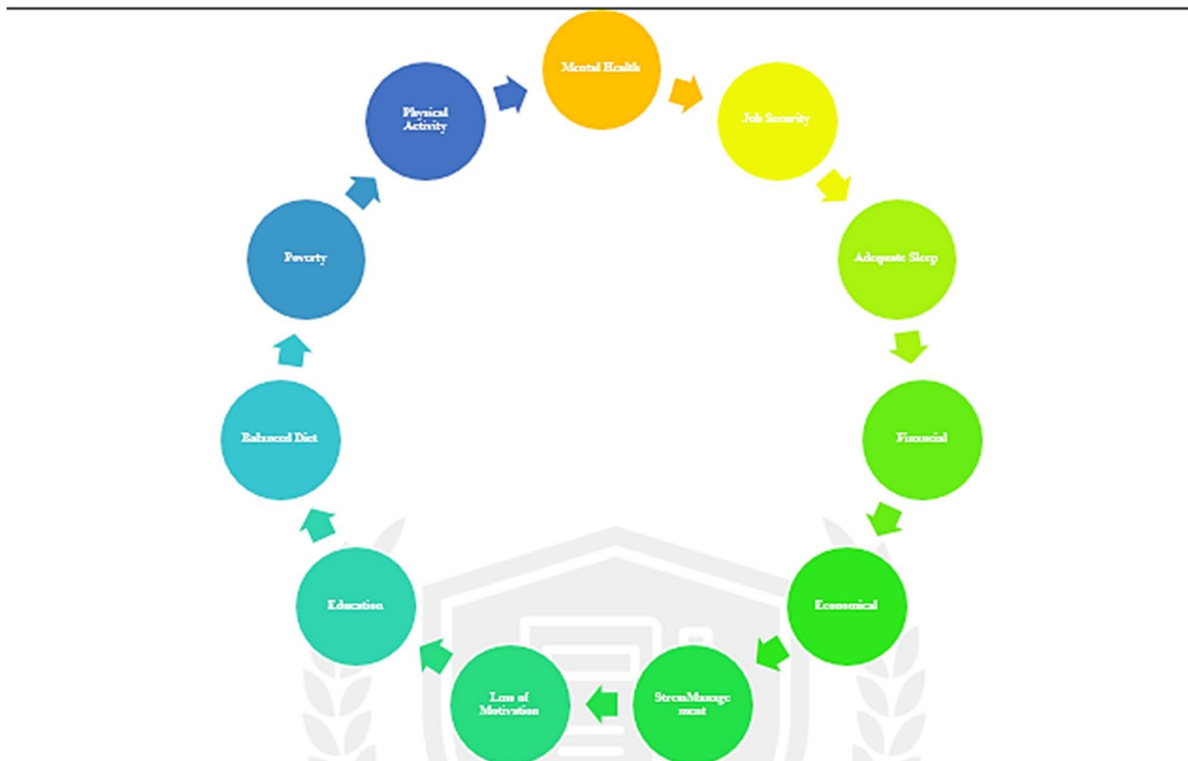 Mental Health
Job Security
Adequate Sleep
Financial
Economical
StressManage
ment
Loss of
Motivation
Education
Balanced Diet
Poverty
Physical
Activity